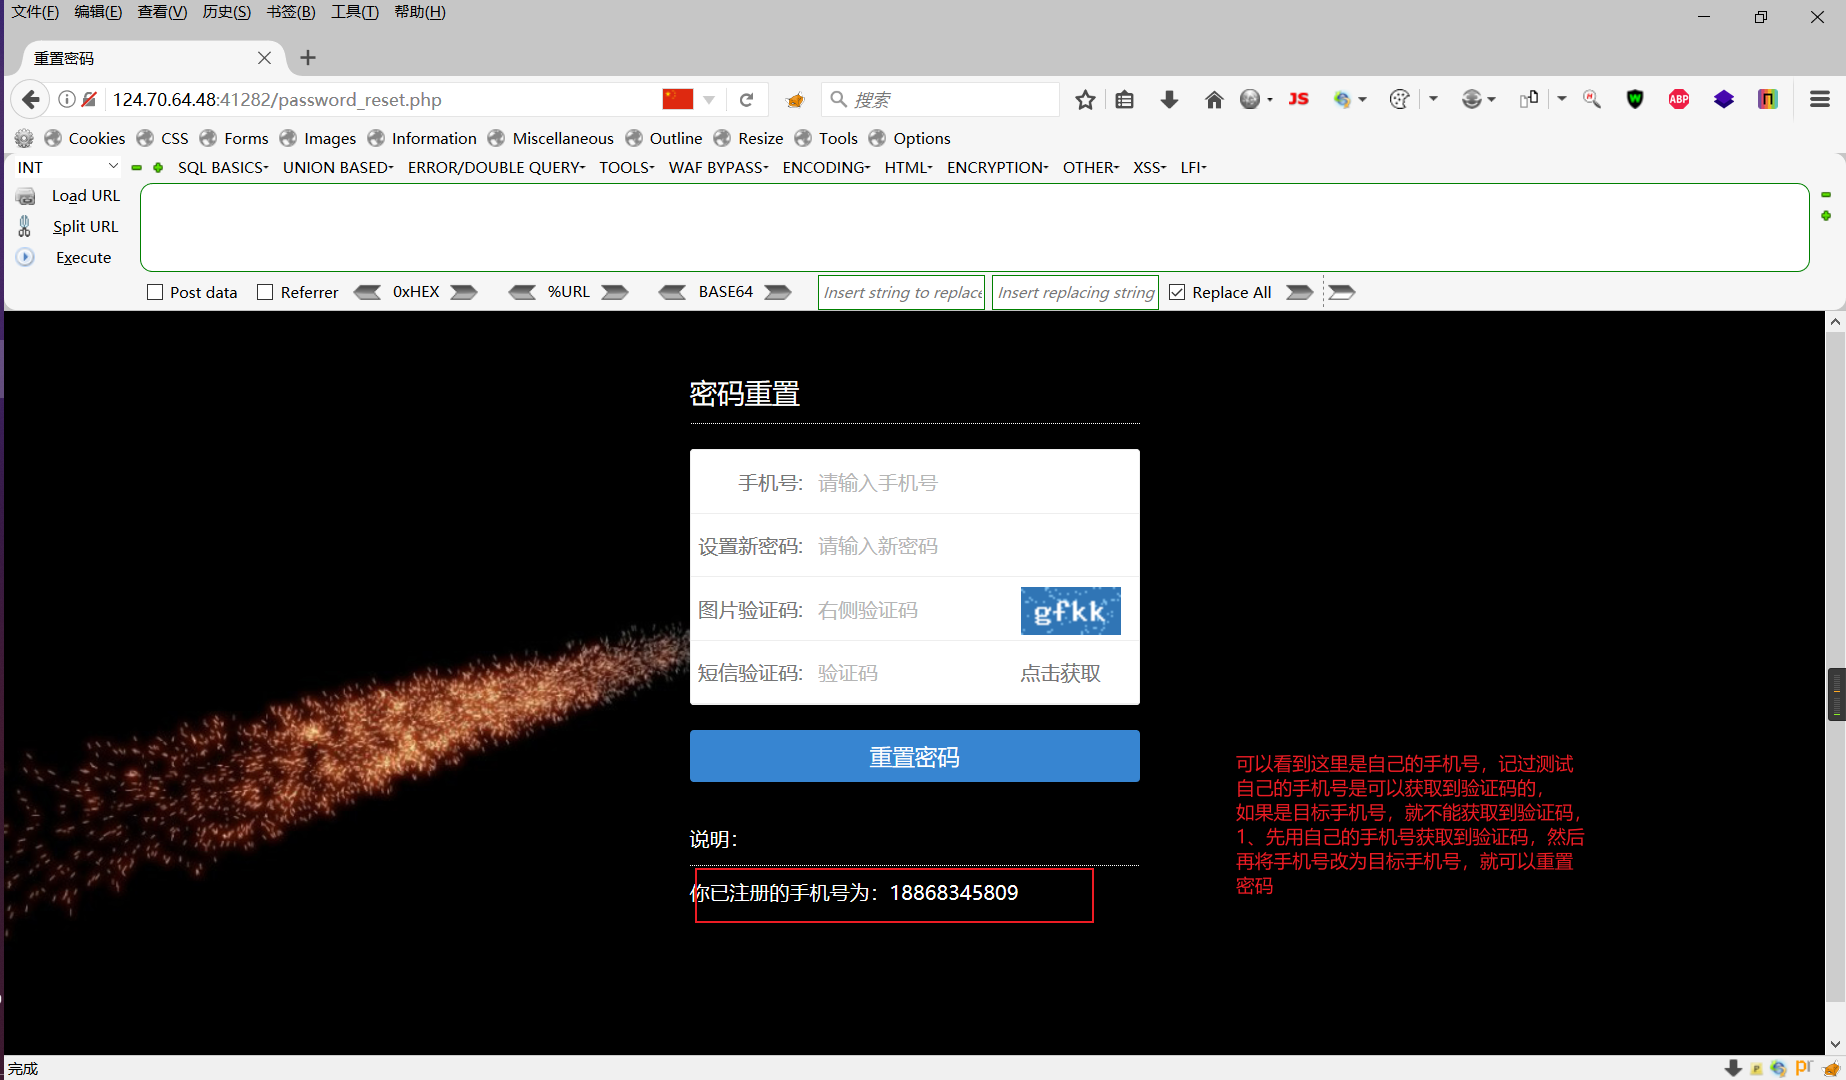 文件(F) 编辑(E) 查看(V) 历史(S) 书签(B) 工具(T) 帮助(H)
重置密码
124.70.64.48:41282/password_reset.php
搜索
JS
ABP
Cookies CSS Forms Images Information Miscellaneous Outline Resize Tools Options
INT SQL BASICS UNION BASED ERROR/DOUBLE QUERY TOOLS WAF BYPASS ENCODING HTML ENCRYPTION OTHER XSS LFI
Load URL
Split URL
Execute
Post data Referrer 0xHEX %URL BASE64 Insert string to replace Insert replacing string Replace All
密码重置
手机号: 请输入手机号
设置新密码: 请输入新密码
图片验证码: 右侧验证码 gfkk
短信验证码: 验证码 点击获取
重置密码
说明：
你已注册的手机号为：18868345809
可以看到这里是自己的手机号，记过测试
自己的手机号是可以获取到验证码的，
如果是目标手机号，就不能获取到验证码，
1、先用自己的手机号获取到验证码，然后
再将手机号改为目标手机号，就可以重置
密码
完成
pr